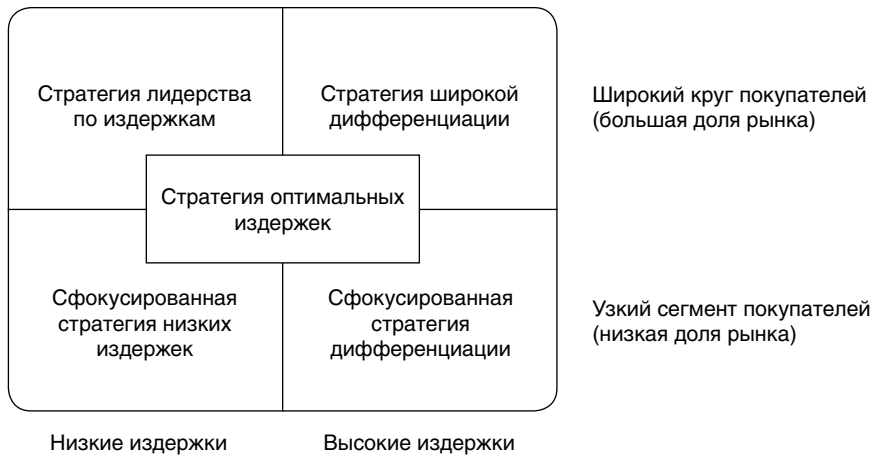 Стратегия лидерства
по издержкам
Стратегия широкой
дифференциации
Широкий круг покупателей
(большая доля рынка)
Стратегия оптимальных
издержек
Сфокусированная
стратегия низких
издержек
Сфокусированная
стратегия
дифференциации
Узкий сегмент покупателей
(низкая доля рынка)
Низкие издержки
Высокие издержки